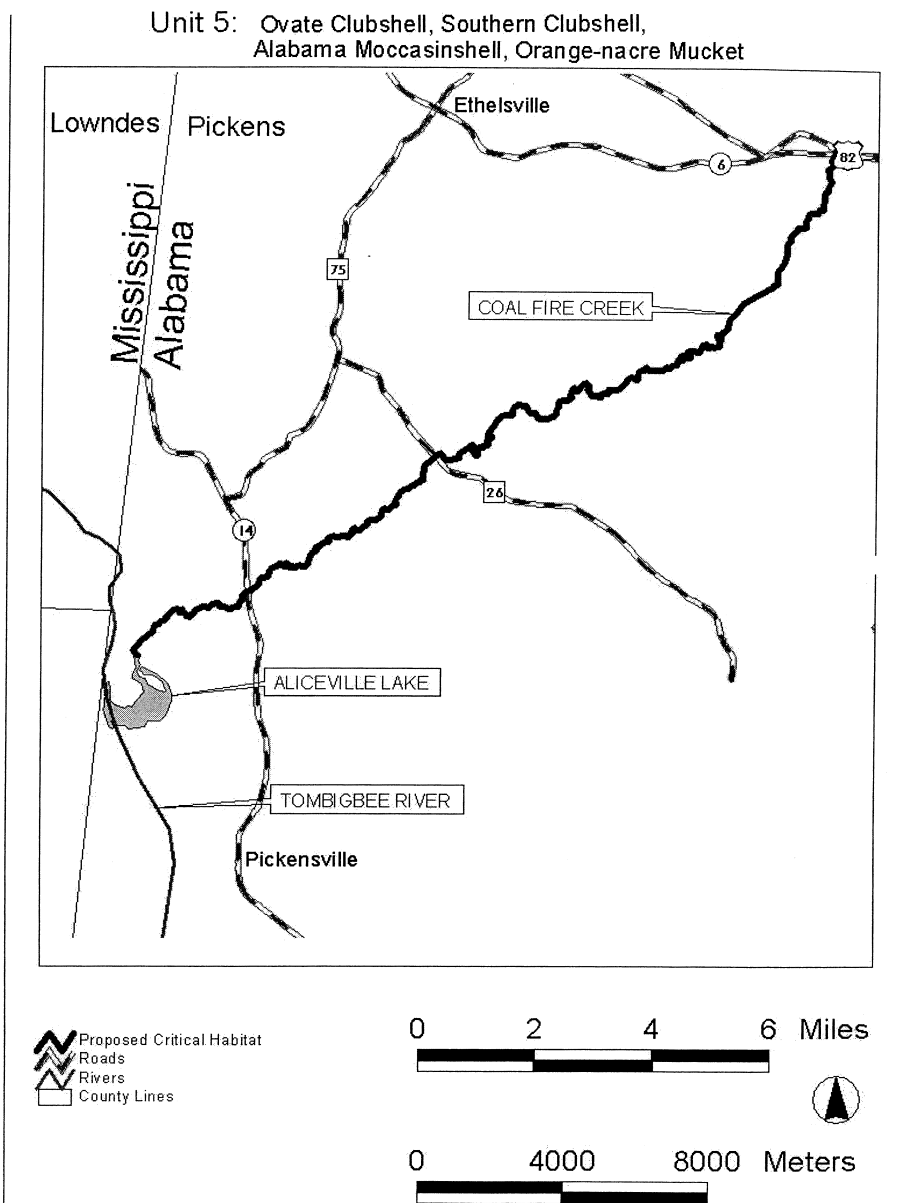 Unit 5: Ovate Clubshell, Southern Clubshell,
Alabama Moccasinshell, Orange-nacre Mucket
Lowndes
Pickens
Ethelsville
6
82
Mississippi
Alabama
75
COAL FIRE CREEK
26
14
ALICEVILLE LAKE
TOMBIGBEE RIVER
Pickensville
Proposed Critical Habitat
Roads
Rivers
County Lines
0 2 4 6 Miles
0 4000 8000 Meters